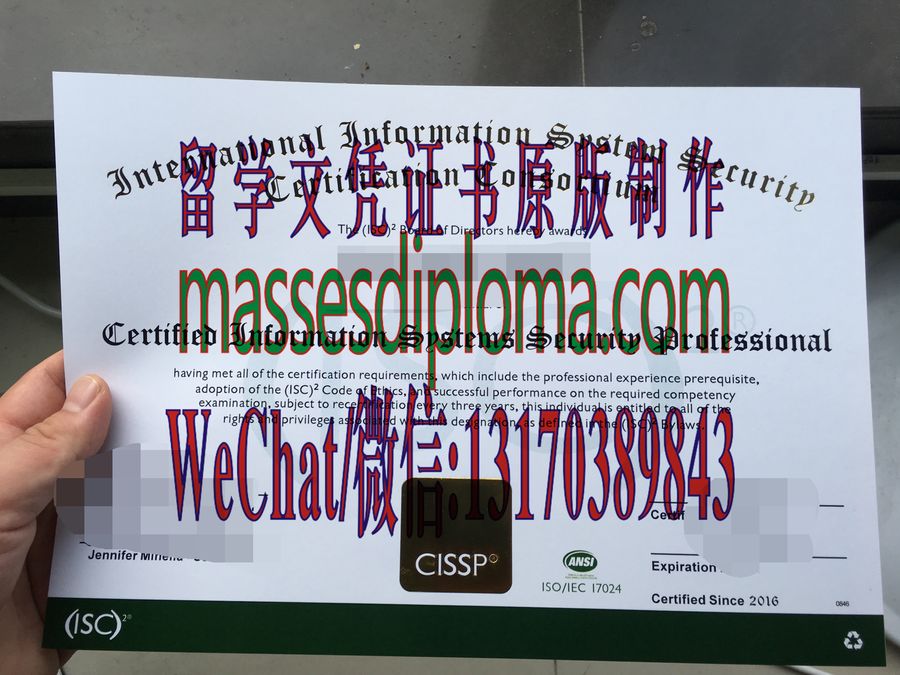 International Information System Security
Certification Consortium
留学文凭证书原版制作
The (ISC)² Board of Directors hereby awards
massesdiploma.com
Certified Information Systems Security Professional
having met all of the certification requirements, which include the professional experience prerequisite,
adoption of the (ISC)² Code of Ethics, and successful performance on the required competency
examination, subject to recertification every three years, this individual is entitled to all of the
rights and privileges associated with this designation, as defined in the (ISC)² Bylaws.
WeChat/微信:13170389843
Jennifer
CISSP®
ANSI
ISO/IEC 17024
Certif
Expiration
Certified Since 2016
0846
(ISC)²®